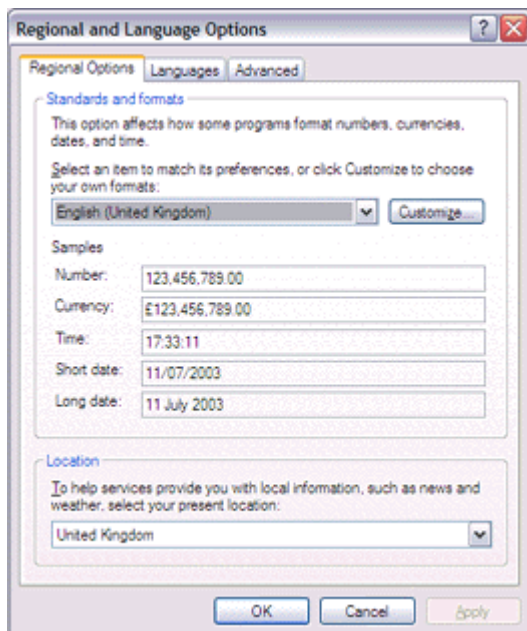 Regional and Language Options
Regional Options Languages Advanced
Standards and formats
This option affects how some programs format numbers, currencies,
dates, and time.
Select an item to match its preferences, or click Customize to choose
your own formats:
English (United Kingdom) Customize...
Samples
Number: 123,456,789.00
Currency: £123,456,789.00
Time: 17:33:11
Short date: 11/07/2003
Long date: 11 July 2003
Location
To help services provide you with local information, such as news and
weather, select your present location:
United Kingdom
OK Cancel Apply